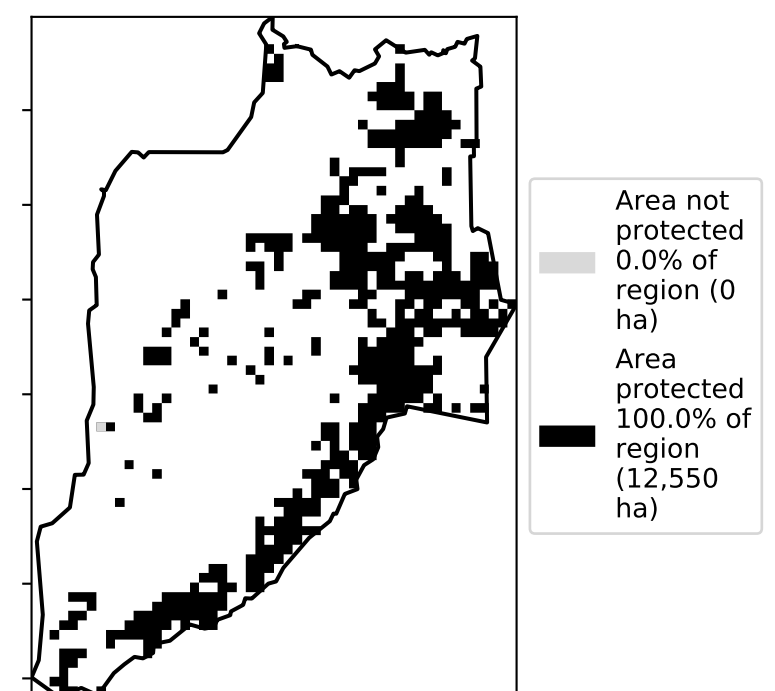 Area not
protected
0.0% of
region (0
ha)
Area
protected
100.0% of
region
(12,550
ha)